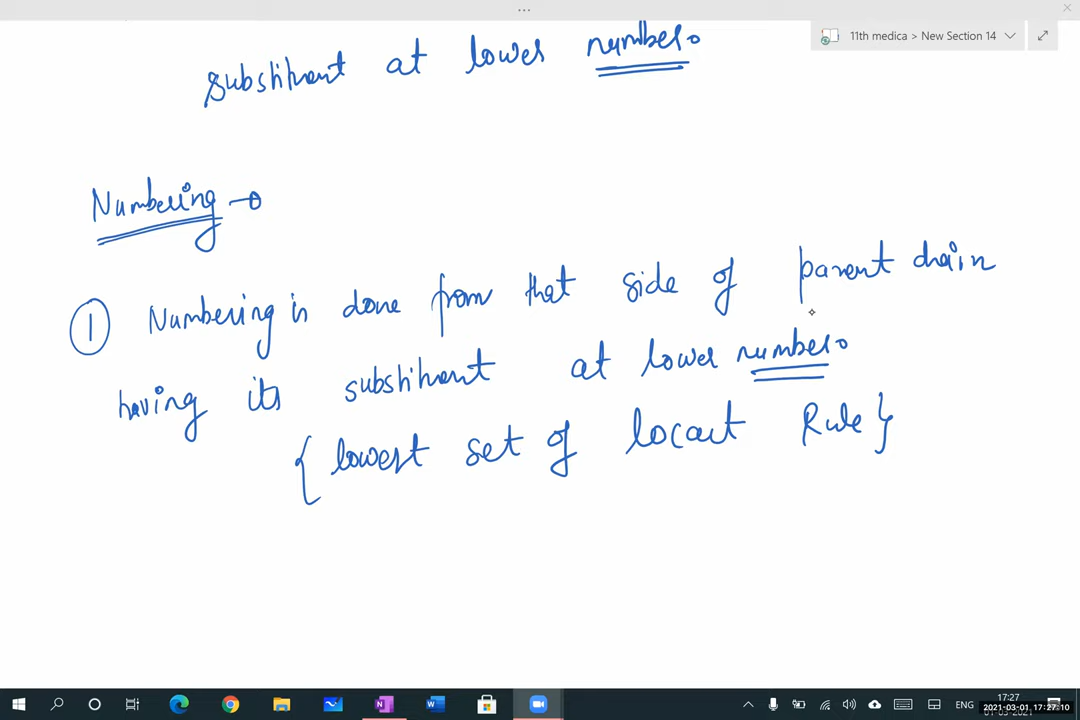 11th medica > New Section 14
substituent at lower number.
Numbering →
① Numbering is done from that side of parent chain
having its substituent at lower number.
{ lowest set of locant Rule }
ENG
17:27
2021-03-01 17:27:10